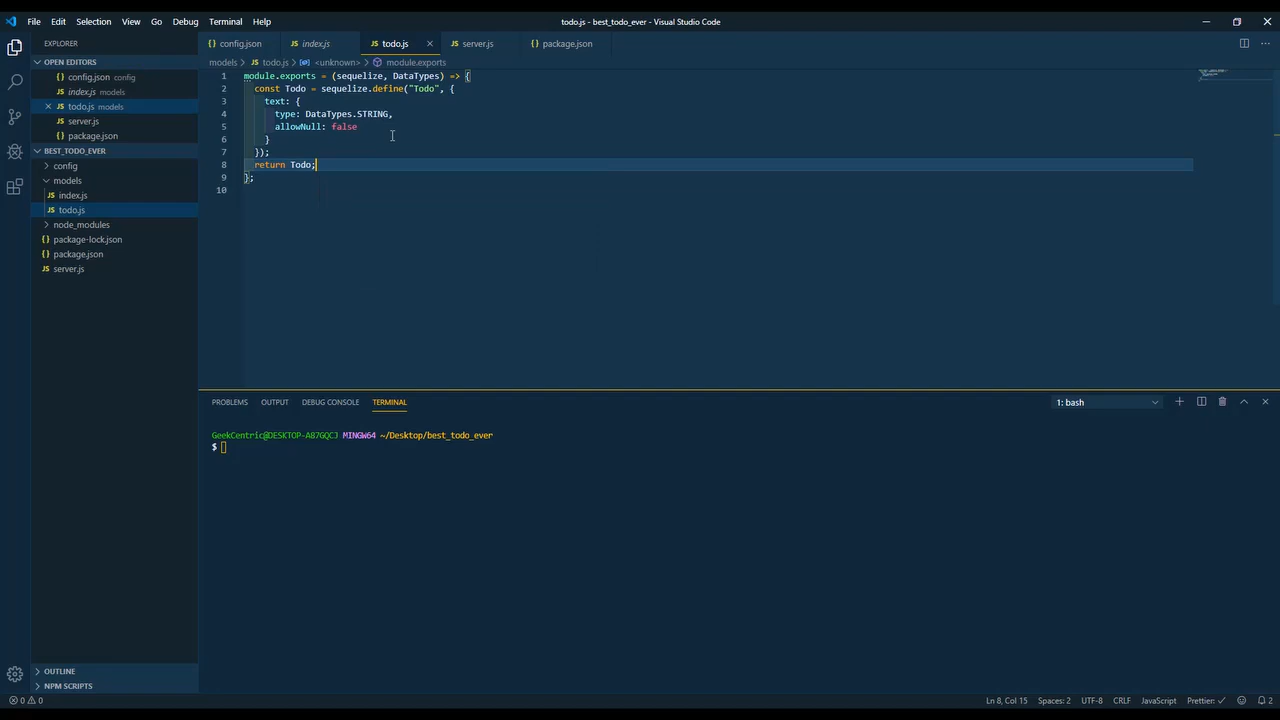 File Edit Selection View Go Debug Terminal Help
todo.js - best_todo_ever - Visual Studio Code
EXPLORER
OPEN EDITORS
config.json config
index.js models
todo.js models
server.js
package.json
BEST_TODO_EVER
config
models
index.js
todo.js
node_modules
package-lock.json
package.json
server.js
OUTLINE
NPM SCRIPTS
config.json index.js todo.js server.js package.json
models > todo.js > <unknown> > module.exports
1 module.exports = (sequelize, DataTypes) => {
2 const Todo = sequelize.define("Todo", {
3 text: {
4 type: DataTypes.STRING,
5 allowNull: false
6 }
7 });
8 return Todo;
9 };
10
PROBLEMS OUTPUT DEBUG CONSOLE TERMINAL
1: bash
GeekCentric@DESKTOP-A87GQCJ MINGW64 ~/Desktop/best_todo_ever
$
0 0
Ln 8, Col 15 Spaces: 2 UTF-8 CRLF JavaScript Prettier: ✓ 2